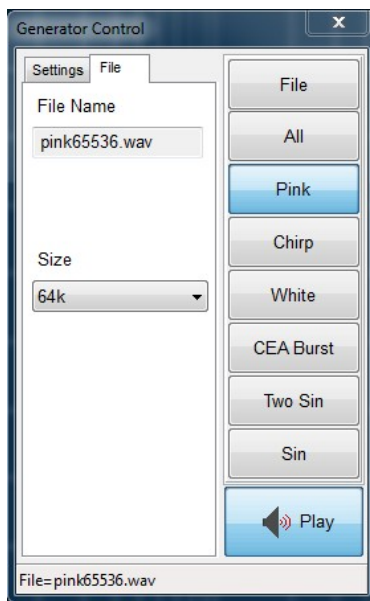 Generator Control
x
Settings File
File Name
pink65536.wav
Size
64k
File
All
Pink
Chirp
White
CEA Burst
Two Sin
Sin
Play
File=pink65536.wav